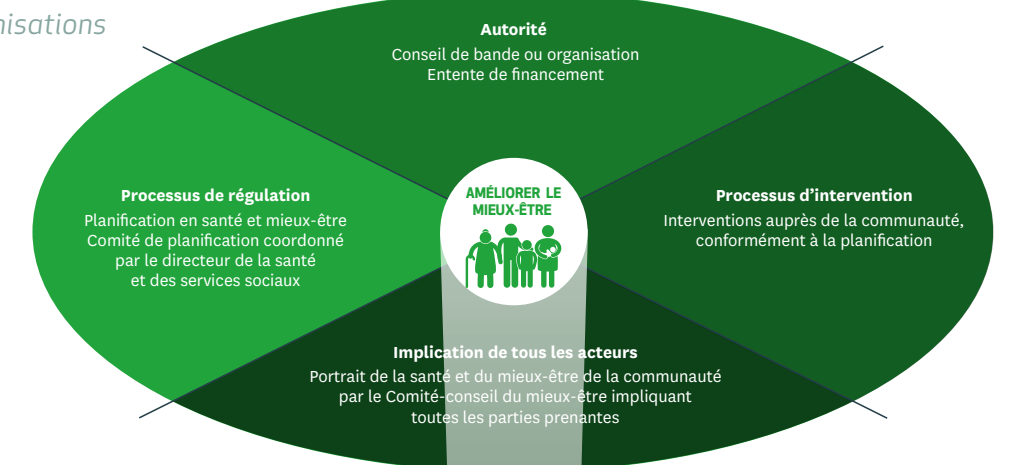 nisations
Autorité
Conseil de bande ou organisation
Entente de financement
Processus de régulation
Planification en santé et mieux-être
Comité de planification coordonné
par le directeur de la santé
et des services sociaux
AMÉLIORER LE
MIEUX-ÊTRE
Processus d’intervention
Interventions auprès de la communauté,
conformément à la planification
Implication de tous les acteurs
Portrait de la santé et du mieux-être de la communauté
par le Comité-conseil du mieux-être impliquant
toutes les parties prenantes